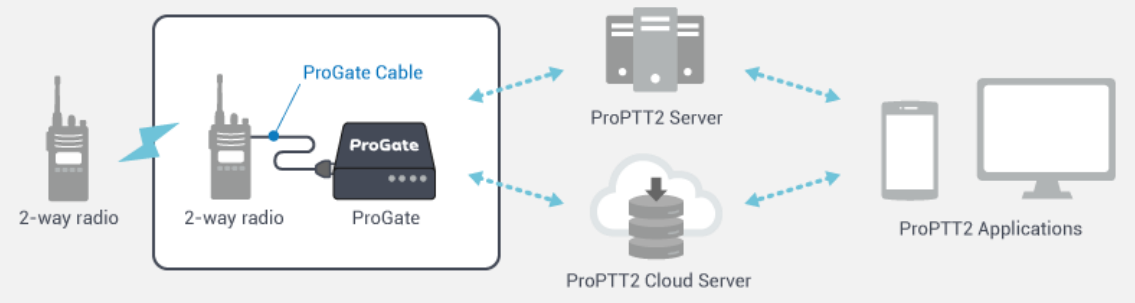 ProGate Cable
ProGate
2-way radio
2-way radio
ProGate
ProPTT2 Server
ProPTT2 Cloud Server
ProPTT2 Applications